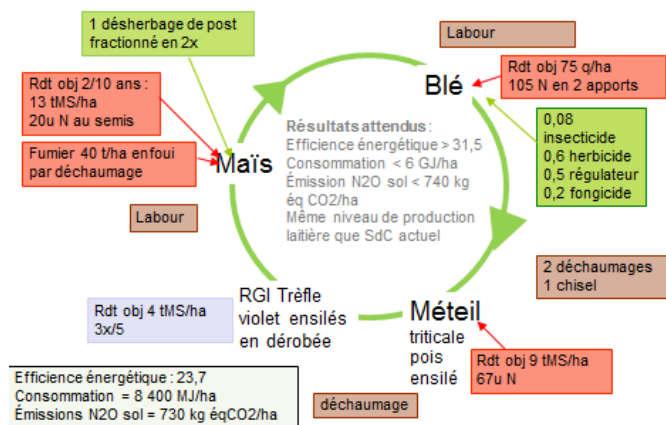 1 désherbage de post
fractionné en 2x
Labour
Rdt obj 2/10 ans :
13 tMS/ha
20u N au semis
Blé
Rdt obj 75 q/ha
105 N en 2 apports
Résultats attendus :
Efficience énergétique > 31,5
Consommation < 6 GJ/ha
Émission N2O sol < 740 kg
éq CO2/ha
Même niveau de production
laitière que SdC actuel
0,08
insecticide
0,6 herbicide
0,5 régulateur
0,2 fongicide
Fumier 40 t/ha enfoui
par déchaumage
Maïs
Labour
2 déchaumages
1 chisel
Rdt obj 4 tMS/ha
3x/5
RGI Trèfle
violet ensilés
en dérobée
Méteil
triticale
pois
ensilé
Rdt obj 9 tMS/ha
67u N
Efficience énergétique : 23,7
Consommation = 8 400 MJ/ha
Émissions N2O sol = 730 kg éqCO2/ha
déchaumage